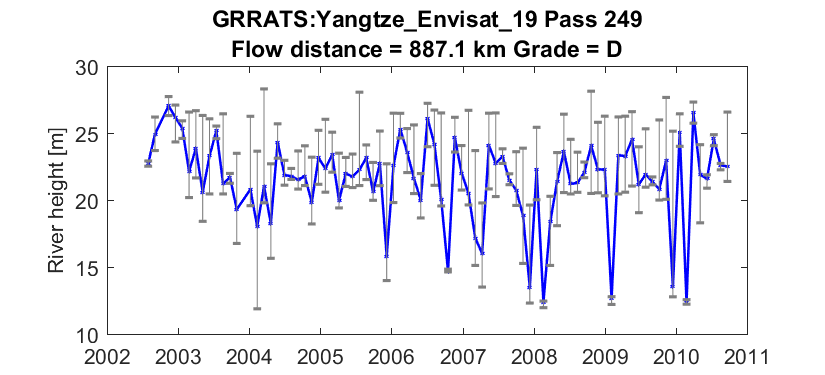 GRRATS:Yangtze_Envisat_19 Pass 249
Flow distance = 887.1 km Grade = D
River height [m]
30
25
20
15
10
2002 2003 2004 2005 2006 2007 2008 2009 2010 2011